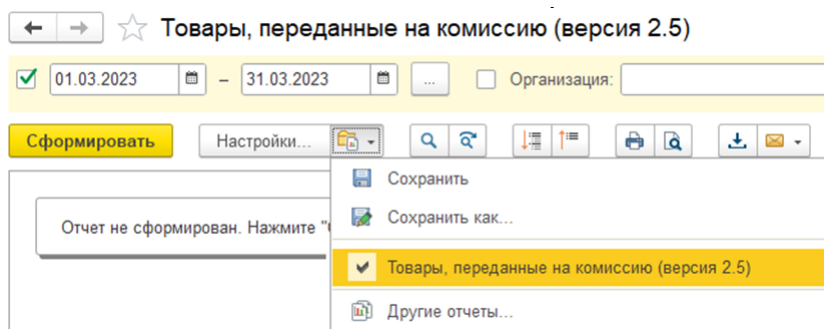 Товары, переданные на комиссию (версия 2.5)
01.03.2023 – 31.03.2023 ... Организация:
Сформировать Настройки...
Сохранить
Отчет не сформирован. Нажмите "
Сохранить как...
Товары, переданные на комиссию (версия 2.5)
Другие отчеты...